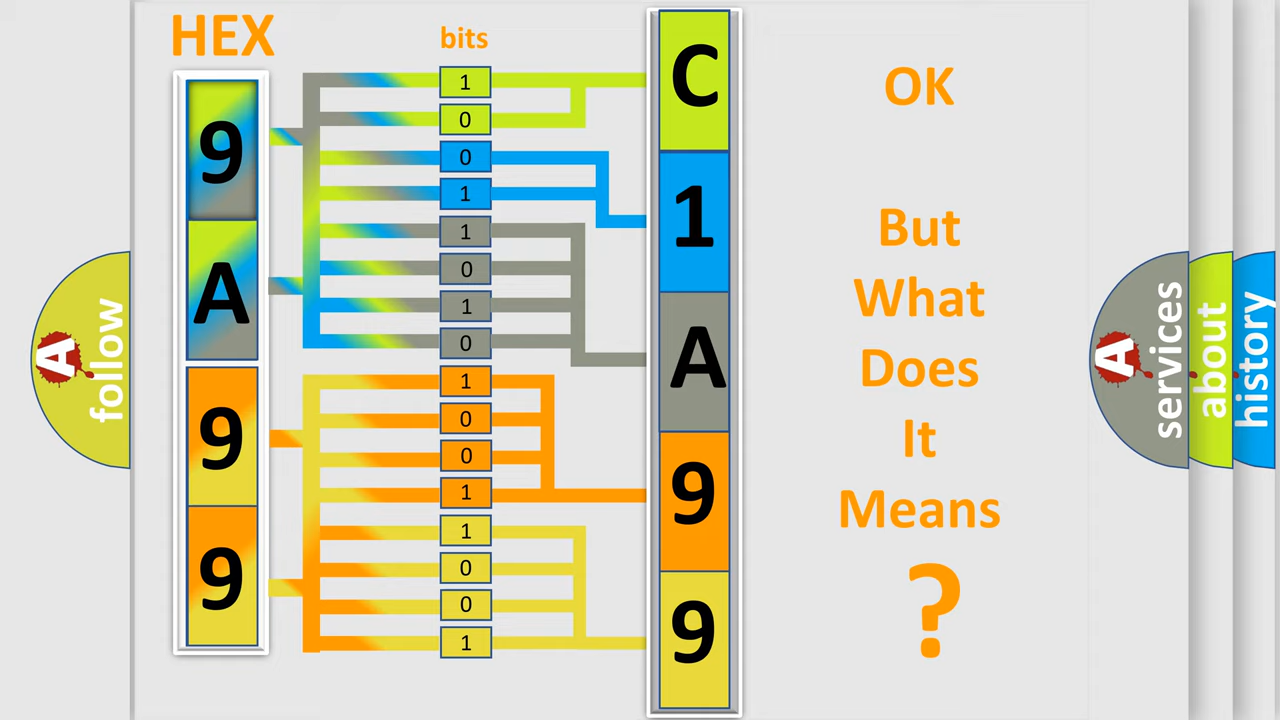 HEX
bits
9
A
9
9
1
0
0
1
1
0
1
0
1
0
0
1
1
0
0
1
C
1
A
9
9
OK
But
What
Does
It
Means
?
A
follow
A
services
about
history